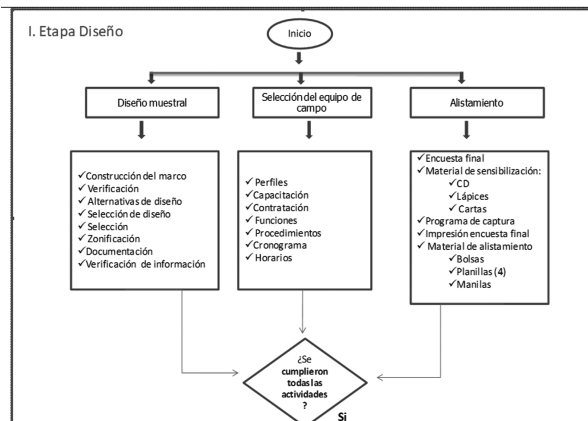 I. Etapa Diseño
Inicio
Diseño muestral
Selección del equipo de
campo
Alistamiento
✓Construcción del marco
✓Verificación
✓Alternativas de diseño
✓Selección de diseño
✓Selección
✓Zonificación
✓Documentación
✓Verificación de información
✓Perfiles
✓Capacitación
✓Contratación
✓Funciones
✓Procedimientos
✓Cronograma
✓Horarios
✓Encuesta final
✓Material de sensibilización:
✓CD
✓Lápices
✓Cartas
✓Programa de captura
✓Impresión encuesta final
✓Material de alistamiento
✓Bolsas
✓Planillas (4)
✓Manilas
¿Se
cumplieron
todas las
actividades
?
Si